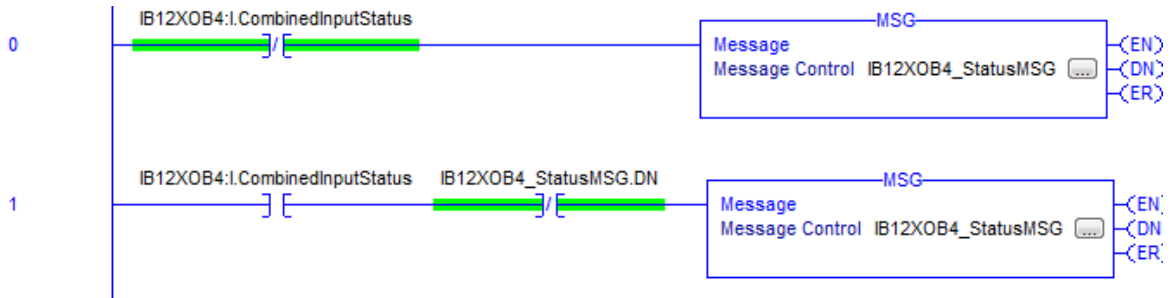 IB12XOB4:I.CombinedInputStatus
MSG
0
Message
EN
Message Control IB12XOB4_StatusMSG ...
DN
ER
IB12XOB4:I.CombinedInputStatus IB12XOB4_StatusMSG.DN
MSG
1
Message
EN
Message Control IB12XOB4_StatusMSG ...
DN
ER